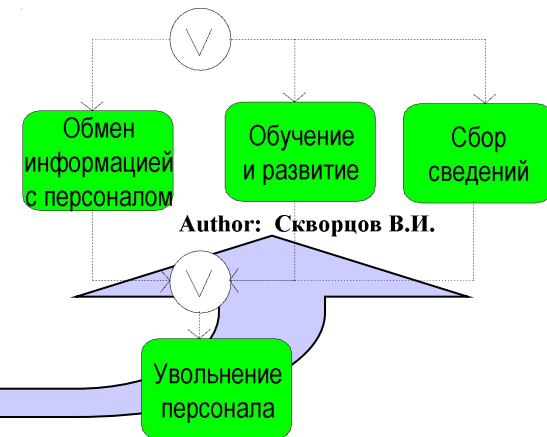 Обмен
информацией
с персоналом
Обучение
и развитие
Сбор
сведений
Author: Скворцов В.И.
Увольнение
персонала